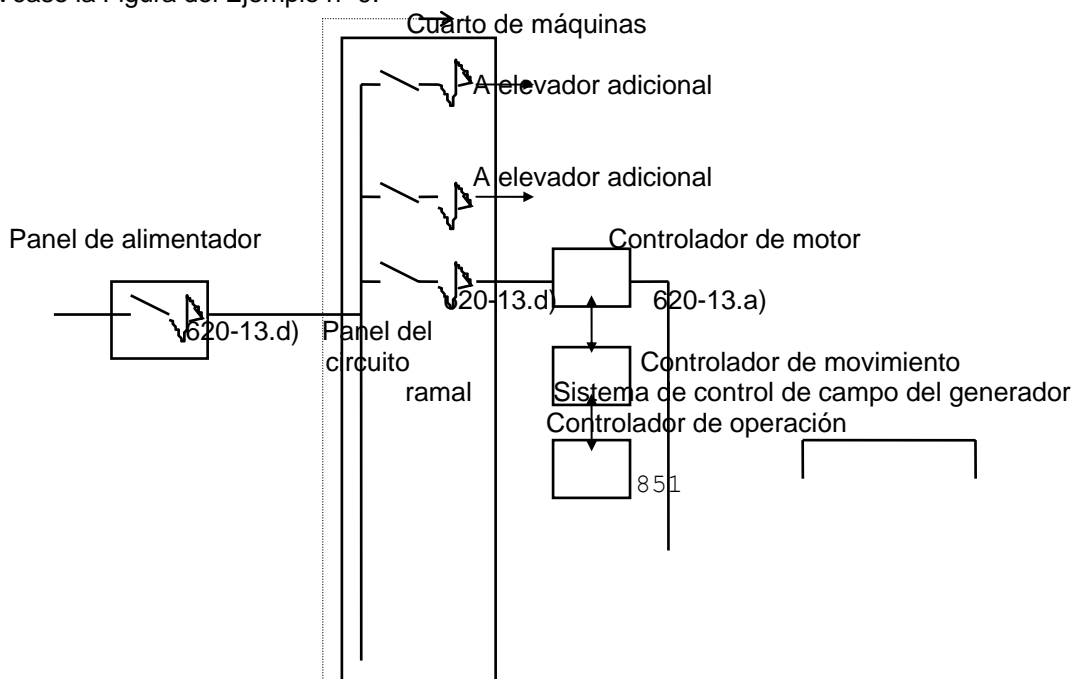 Véase la Figura del Ejemplo nº 9.
Cuarto de máquinas
A elevador adicional
A elevador adicional
Panel de alimentador
Controlador de motor
620-13.d)
620-13.a)
620-13.d)
Panel del
circuito
ramal
Controlador de movimiento
Sistema de control de campo del generador
Controlador de operación
851